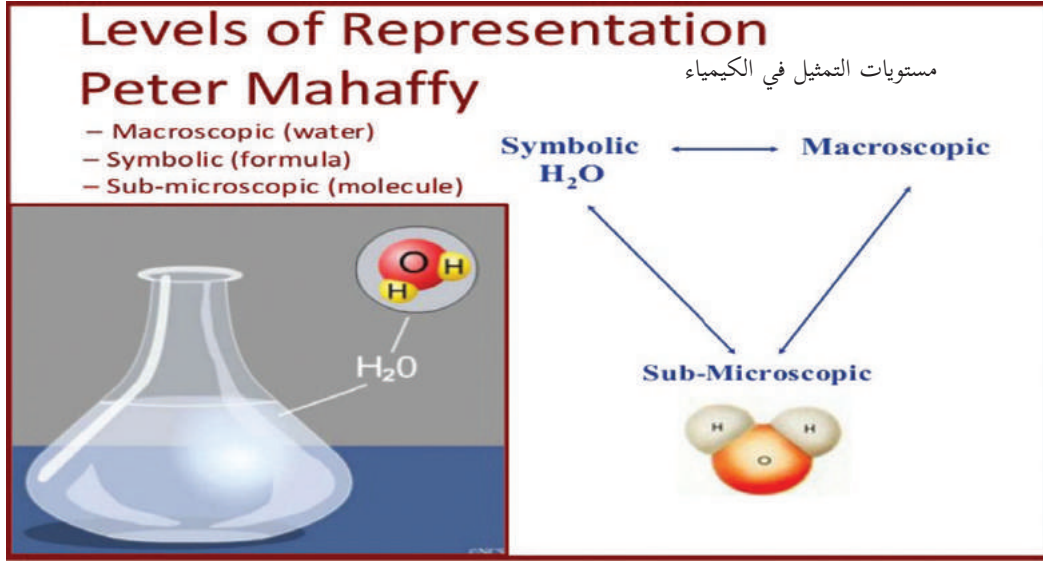 Levels of Representation
Peter Mahaffy
مستويات التمثيل في الكيمياء
– Macroscopic (water)
– Symbolic (formula)
– Sub-microscopic (molecule)
Symbolic
H₂O
Macroscopic
Sub-Microscopic
H
H
O
O
H
H
H₂0